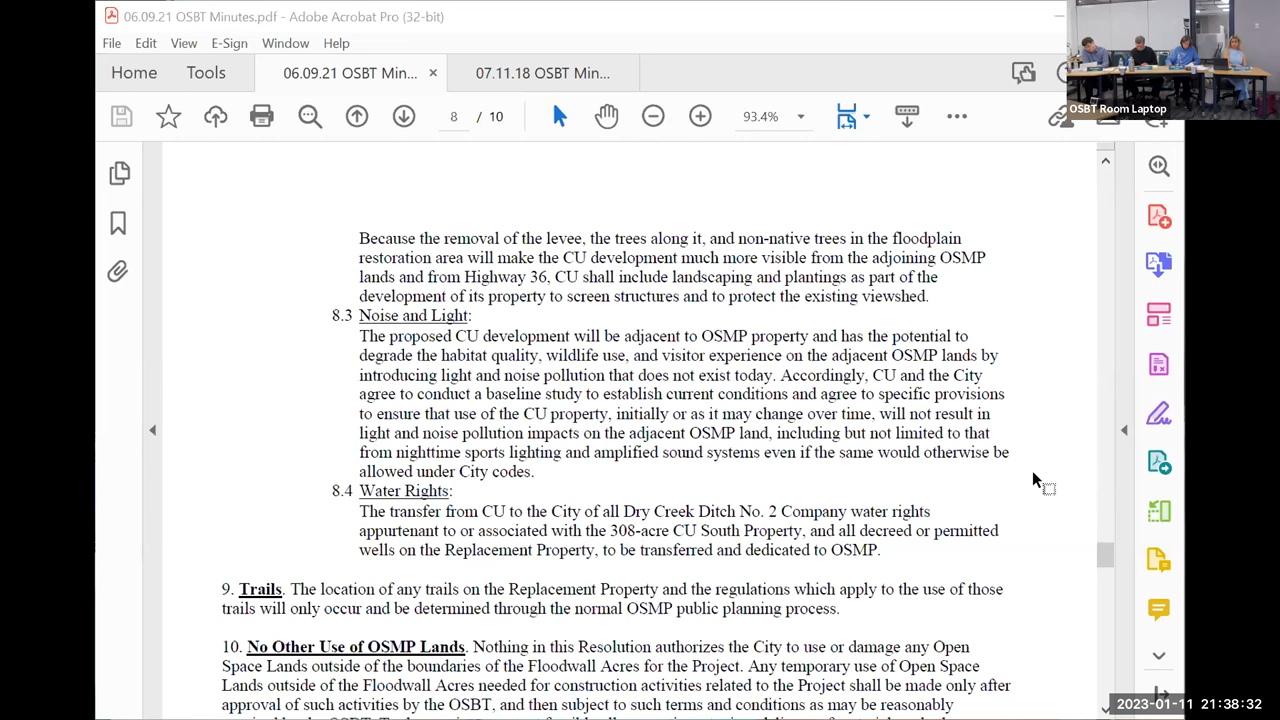 06.09.21 OSBT Minutes.pdf - Adobe Acrobat Pro (32-bit)
File Edit View E-Sign Window Help
Home Tools 06.09.21 OSBT Min... × 07.11.18 OSBT Min...
OSBT Room Laptop
8 / 10 93.4%
Because the removal of the levee, the trees along it, and non-native trees in the floodplain
restoration area will make the CU development much more visible from the adjoining OSMP
lands and from Highway 36, CU shall include landscaping and plantings as part of the
development of its property to screen structures and to protect the existing viewshed.
8.3 Noise and Light:
The proposed CU development will be adjacent to OSMP property and has the potential to
degrade the habitat quality, wildlife use, and visitor experience on the adjacent OSMP lands by
introducing light and noise pollution that does not exist today. Accordingly, CU and the City
agree to conduct a baseline study to establish current conditions and agree to specific provisions
to ensure that use of the CU property, initially or as it may change over time, will not result in
light and noise pollution impacts on the adjacent OSMP land, including but not limited to that
from nighttime sports lighting and amplified sound systems even if the same would otherwise be
allowed under City codes.
8.4 Water Rights:
The transfer from CU to the City of all Dry Creek Ditch No. 2 Company water rights
appurtenant to or associated with the 308-acre CU South Property, and all decreed or permitted
wells on the Replacement Property, to be transferred and dedicated to OSMP.
9. Trails. The location of any trails on the Replacement Property and the regulations which apply to the use of those
trails will only occur and be determined through the normal OSMP public planning process.
10. No Other Use of OSMP Lands. Nothing in this Resolution authorizes the City to use or damage any Open
Space Lands outside of the boundaries of the Floodwall Acres for the Project. Any temporary use of Open Space
Lands outside of the Floodwall Acres needed for construction activities related to the Project shall be made only after
approval of such activities by the OSBT, and then subject to such terms and conditions as may be reasonably
2023-01-11 21:38:32